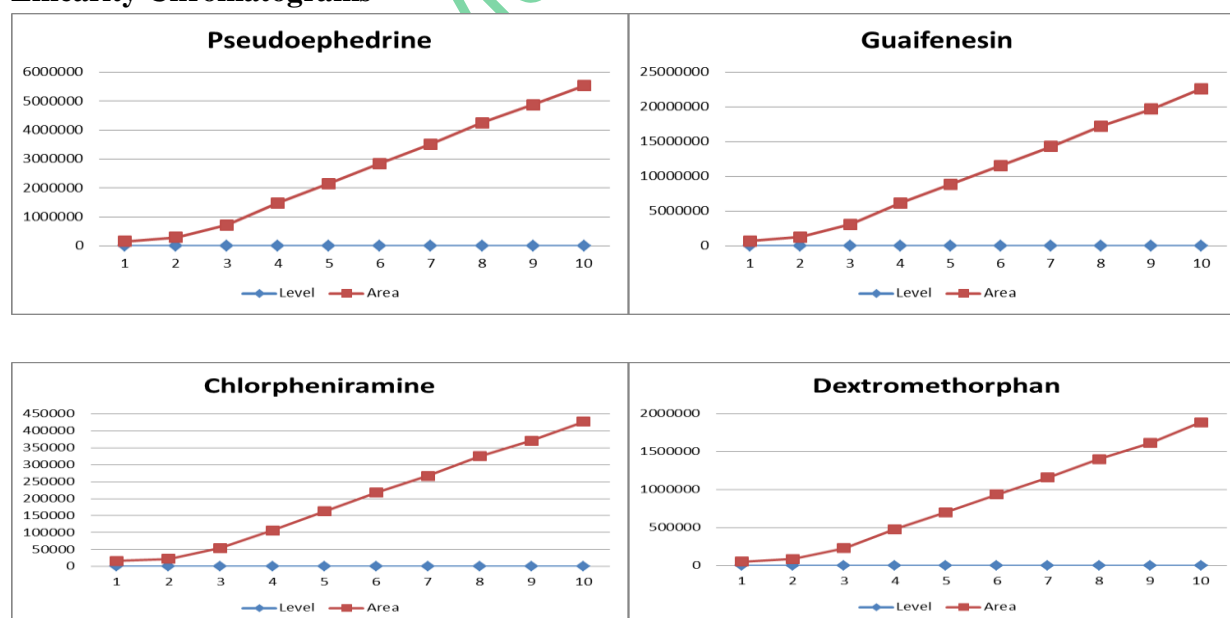 Linearity Chromatograms
Pseudoephedrine
6000000
5000000
4000000
3000000
2000000
1000000
0
1 2 3 4 5 6 7 8 9 10
Level Area
Guaifenesin
25000000
20000000
15000000
10000000
5000000
0
1 2 3 4 5 6 7 8 9 10
Level Area
Chlorpheniramine
450000
400000
350000
300000
250000
200000
150000
100000
50000
0
1 2 3 4 5 6 7 8 9 10
Level Area
Dextromethorphan
2000000
1500000
1000000
500000
0
1 2 3 4 5 6 7 8 9 10
Level Area